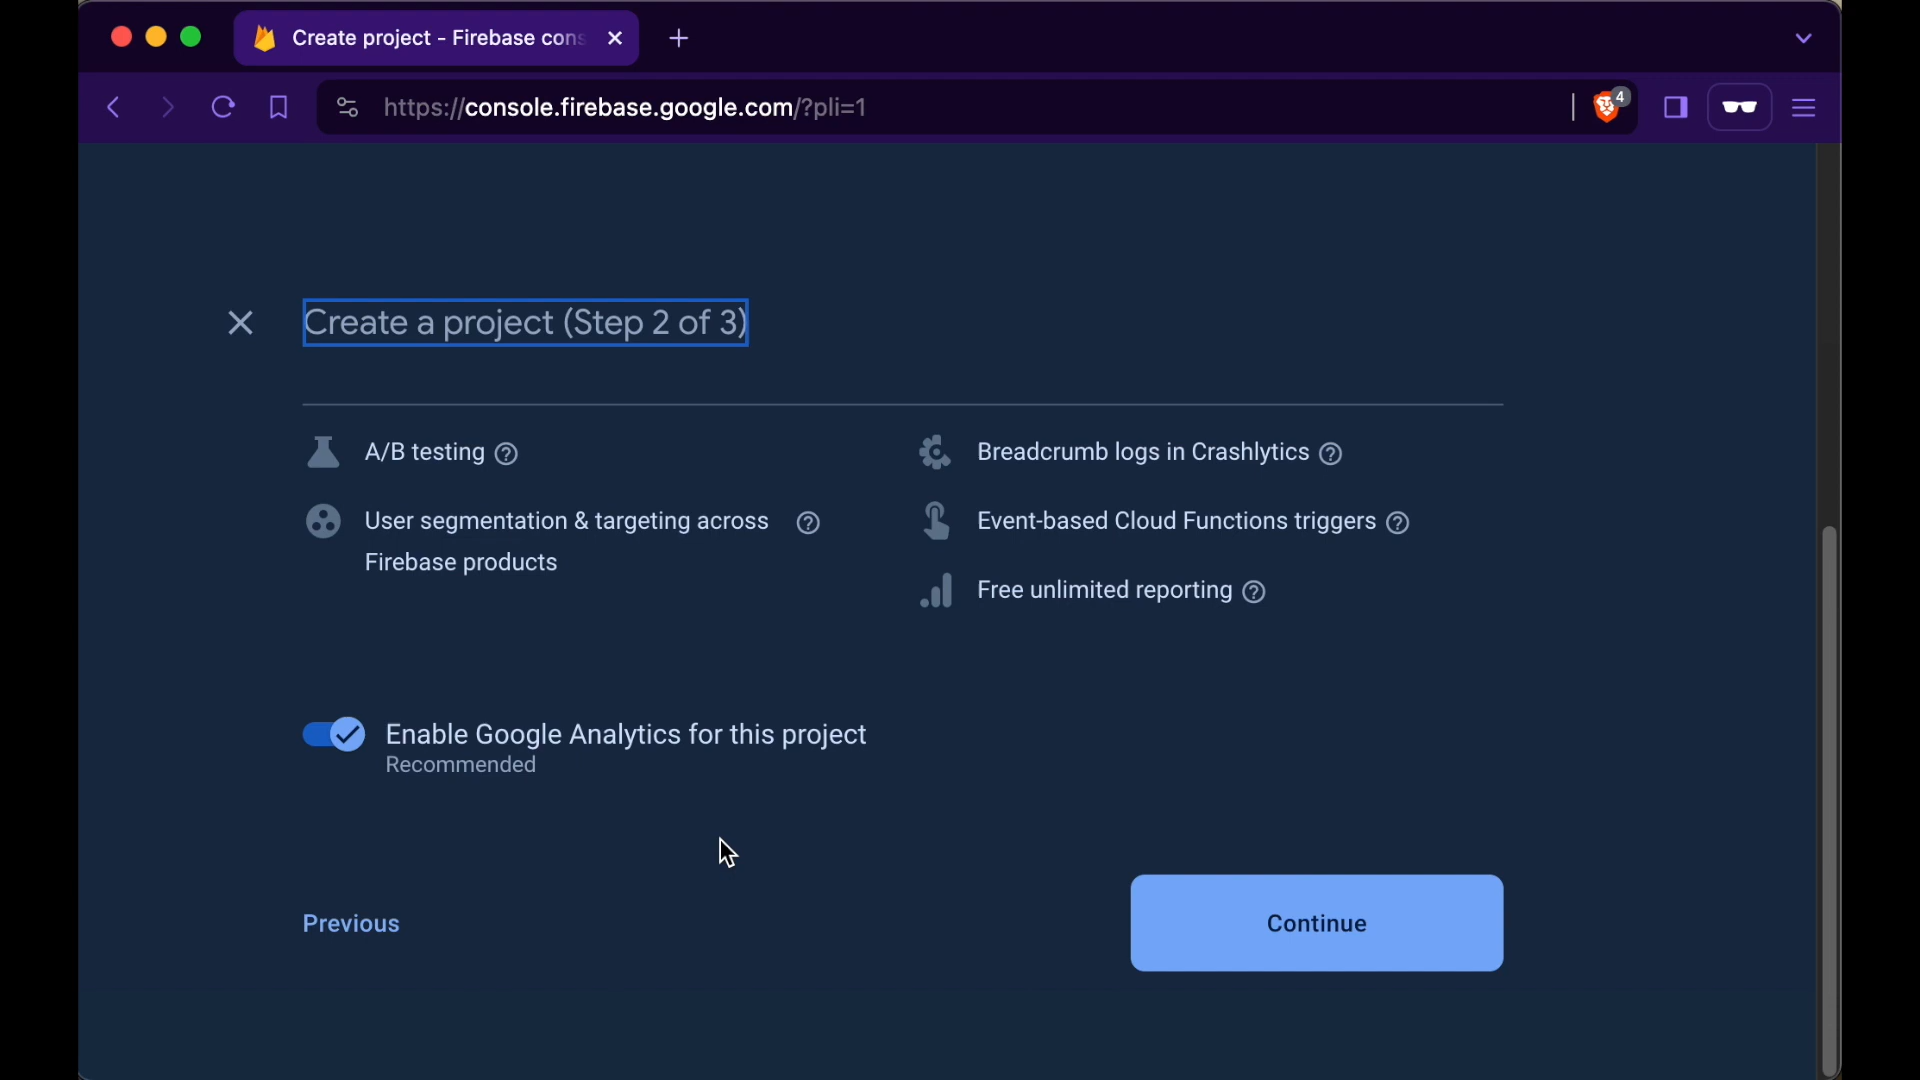 Create project - Firebase cons
https://console.firebase.google.com/?pli=1
4
Create a project (Step 2 of 3)
A/B testing
Breadcrumb logs in Crashlytics
User segmentation & targeting across
Firebase products
Event-based Cloud Functions triggers
Free unlimited reporting
Enable Google Analytics for this project
Recommended
Previous
Continue